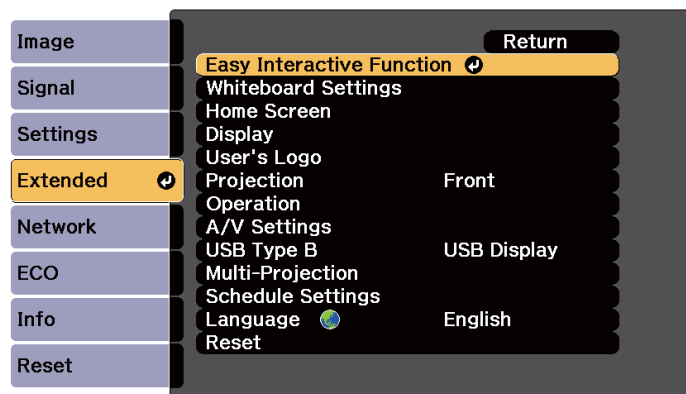 Image
Signal
Settings
Extended
Network
ECO
Info
Reset
Return
Easy Interactive Function
Whiteboard Settings
Home Screen
Display
User's Logo
Projection Front
Operation
A/V Settings
USB Type B USB Display
Multi-Projection
Schedule Settings
Language English
Reset